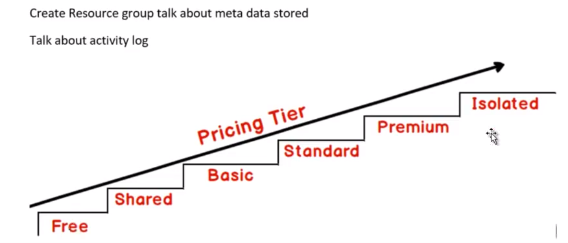 Create Resource group talk about meta data stored
Talk about activity log
Pricing Tier
Isolated
Premium
Standard
Basic
Shared
Free